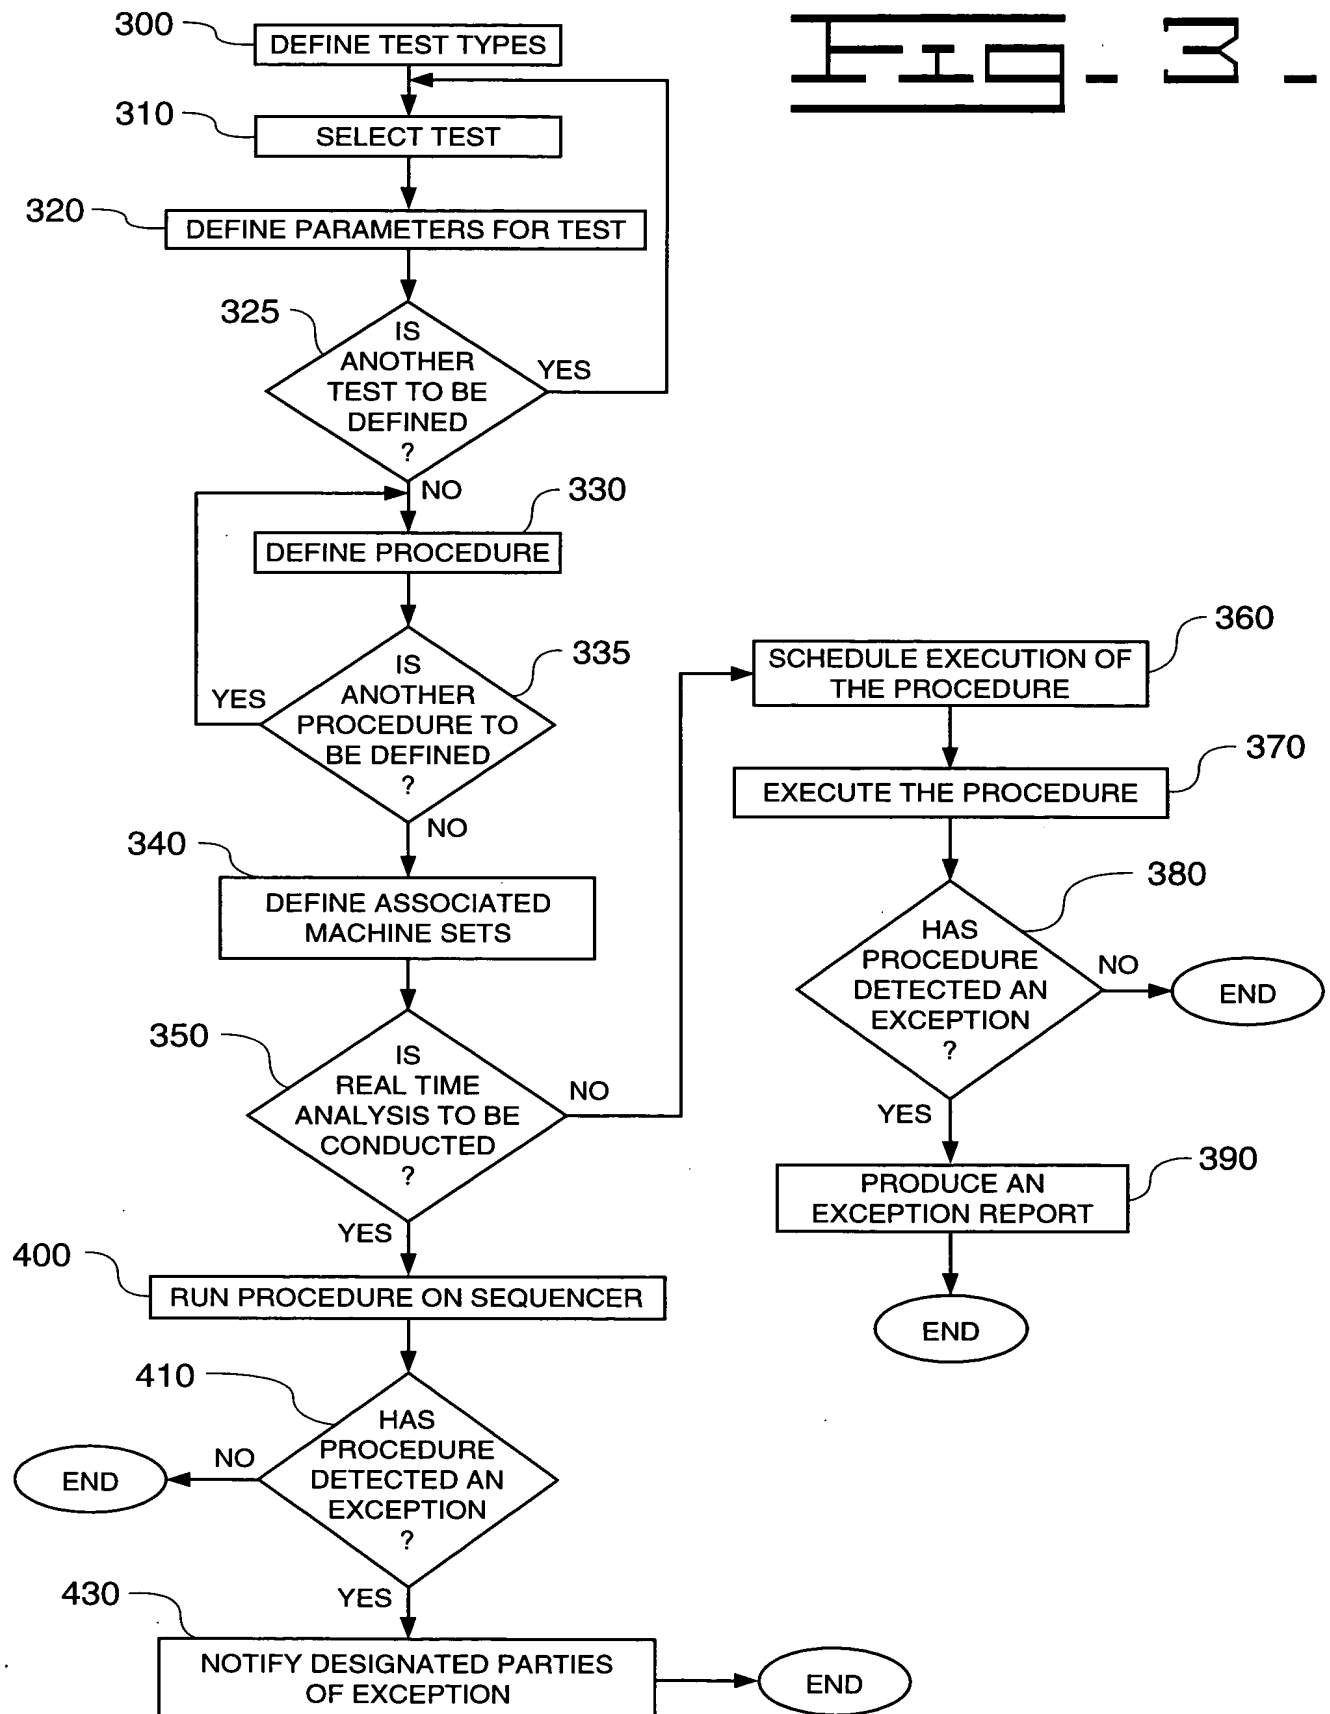 Fig-3-
300
DEFINE TEST TYPES
310
SELECT TEST
320
DEFINE PARAMETERS FOR TEST
325
IS
ANOTHER
TEST TO BE
DEFINED
?
YES
NO
330
DEFINE PROCEDURE
335
IS
ANOTHER
PROCEDURE TO
BE DEFINED
?
YES
NO
340
DEFINE ASSOCIATED
MACHINE SETS
350
IS
REAL TIME
ANALYSIS TO BE
CONDUCTED
?
NO
YES
360
SCHEDULE EXECUTION OF
THE PROCEDURE
370
EXECUTE THE PROCEDURE
380
HAS
PROCEDURE
DETECTED AN
EXCEPTION
?
NO
END
YES
390
PRODUCE AN
EXCEPTION REPORT
END
400
RUN PROCEDURE ON SEQUENCER
410
HAS
PROCEDURE
DETECTED AN
EXCEPTION
?
NO
END
YES
430
NOTIFY DESIGNATED PARTIES
OF EXCEPTION
END